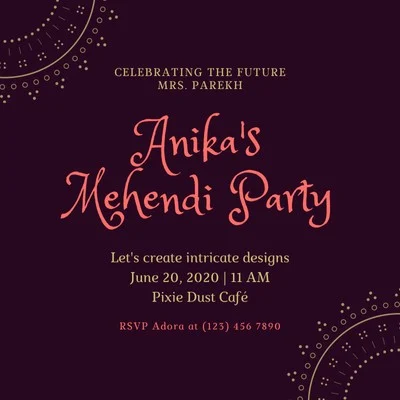 CELEBRATING THE FUTURE
MRS. PAREKH
Anika's
Mehendi Party
Let's create intricate designs
June 20, 2020 | 11 AM
Pixie Dust Café
RSVP Adora at (123) 456 7890